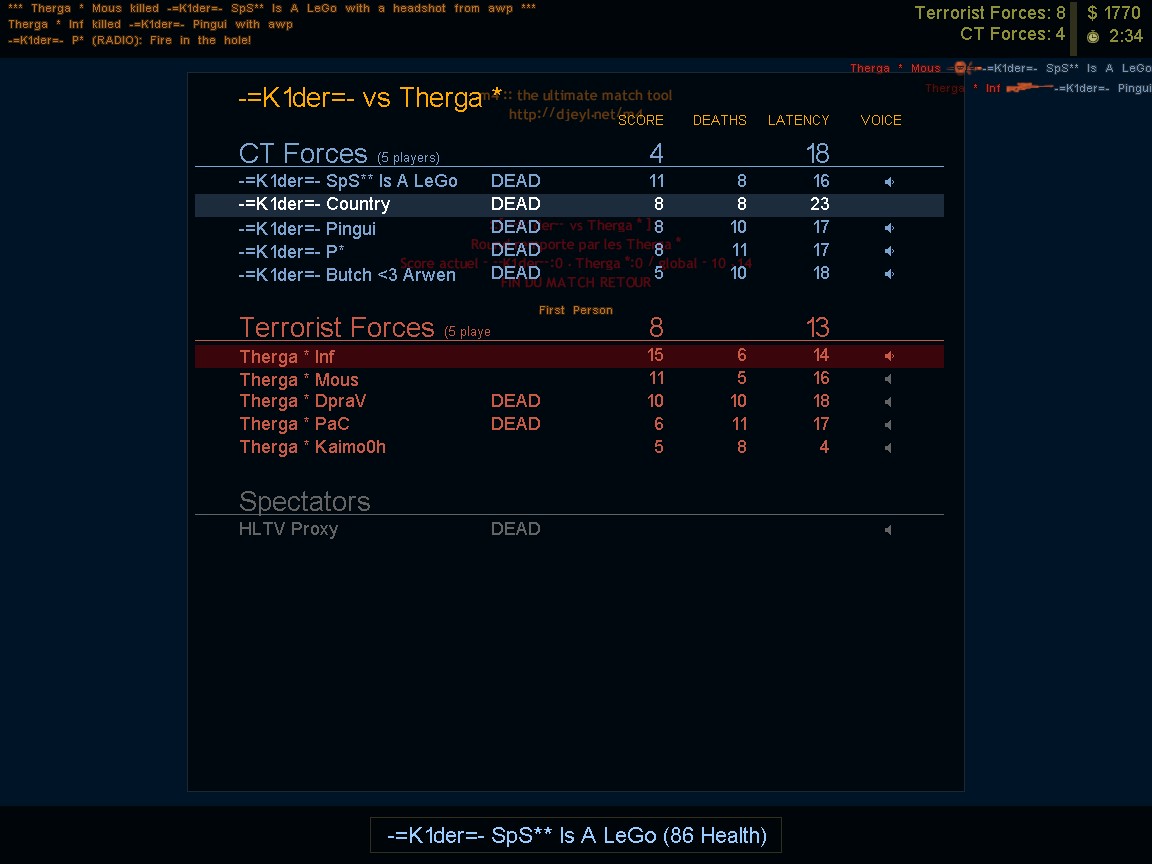 *** Therga * Mous killed -=K1der=- SpS** Is A LeGo with a headshot from awp ***
Therga * Inf killed -=K1der=- Pingui with awp
-=K1der=- P* (RADIO): Fire in the hole!
Terrorist Forces: 8
CT Forces: 4
$ 1770
2:34
Therga * Mous -=K1der=- SpS** Is A LeGo
Therga * Inf -=K1der=- Pingui
-=K1der=- vs Therga *
m4 :: the ultimate match tool
http://djeyl.net/m4
SCORE DEATHS LATENCY VOICE
CT Forces (5 players) 4 18
-=K1der=- SpS** Is A LeGo DEAD 11 8 16
-=K1der=- Country DEAD 8 8 23
-=K1der=- Pingui DEAD 8 10 17
-=K1der=- P* DEAD 8 11 17
-=K1der=- Butch <3 Arwen DEAD 5 10 18
vs Therga * ]
par les Therga *
Score actuel - -=K1der=-:0 - Therga *:0 / global - 10 -14
FIN DU MATCH RETOUR
First Person
Terrorist Forces (5 playe 8 13
Therga * Inf 15 6 14
Therga * Mous 11 5 16
Therga * DpraV DEAD 10 10 18
Therga * PaC DEAD 6 11 17
Therga * Kaimo0h 5 8 4
Spectators
HLTV Proxy DEAD
-=K1der=- SpS** Is A LeGo (86 Health)